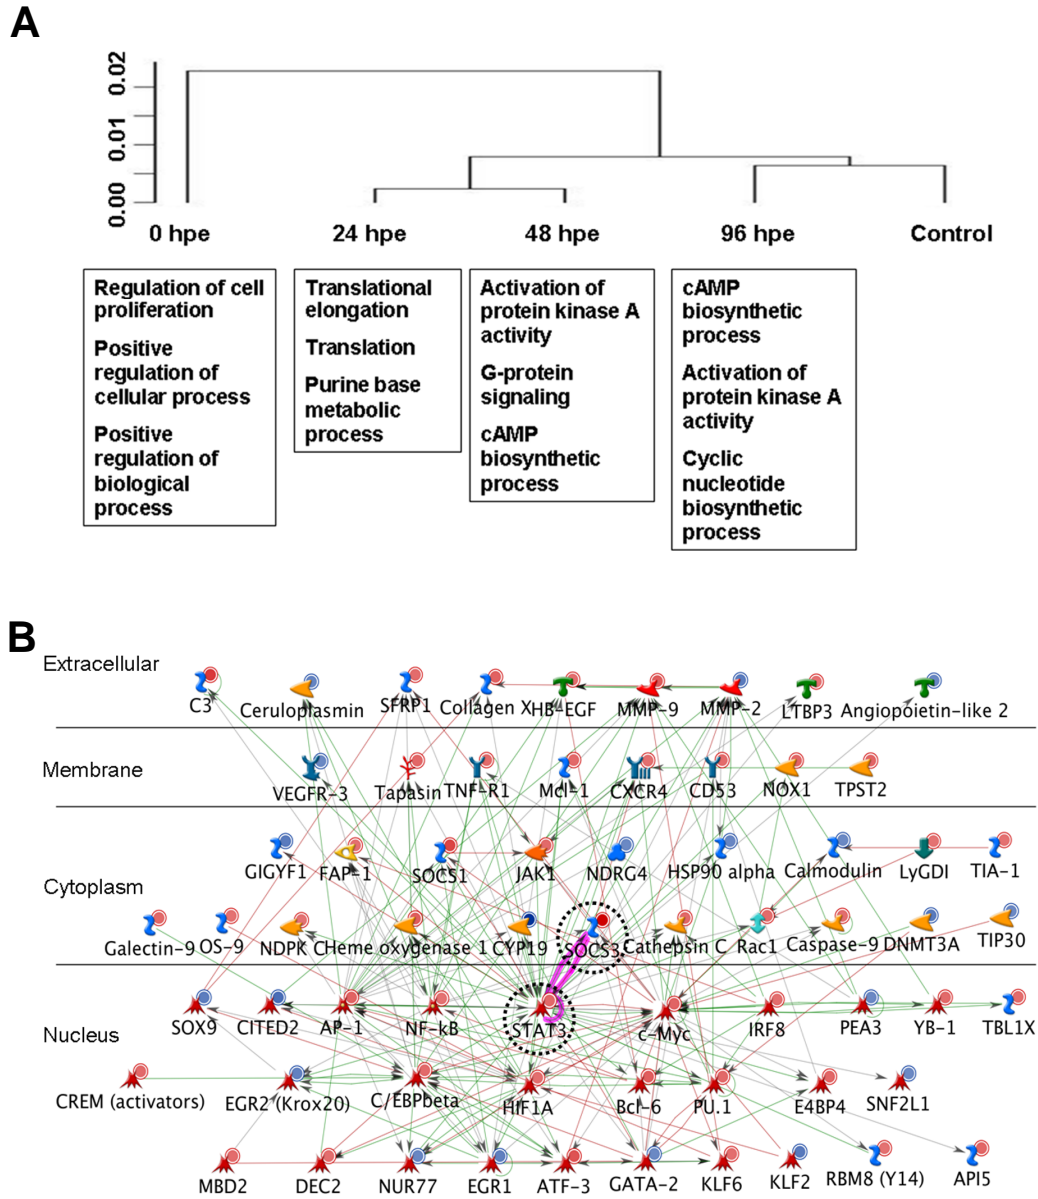 A
0.02
0.01
0.00
0 hpe 24 hpe 48 hpe 96 hpe Control
Regulation of cell
proliferation
Positive
regulation of
cellular process
Positive
regulation of
biological
process
Translational
elongation
Translation
Purine base
metabolic
process
Activation of
protein kinase A
activity
G-protein
signaling
cAMP
biosynthetic
process
cAMP
biosynthetic
process
Activation of
protein kinase A
activity
Cyclic
nucleotide
biosynthetic
process
B
Extracellular
C3 Ceruloplasmin SFRP1 Collagen X HB-EGF MMP-9 MMP-2 LTBP3 Angiopoietin-like 2
Membrane
VEGFR-3 Tapasin TNF-R1 Mcl-1 CXCR4 CD53 NOX1 TPST2
GIGYF1 FAP-1 SOCS1 JAK1 NDRG4 HSP90 alpha Calmodulin LyGDI TIA-1
Cytoplasm
Galectin-9 OS-9 NDPK C Heme oxygenase 1 CYP19 SOCS3 Cathepsin C Rac1 Caspase-9 DNMT3A TIP30
SOX9 CITED2 AP-1 NF-kB STAT3 c-Myc IRF8 PEA3 YB-1 TBL1X
Nucleus
CREM (activators) EGR2 (Krox20) C/EBPbeta HIF1A Bcl-6 PU.1 E4BP4 SNF2L1
MBD2 DEC2 NUR77 EGR1 ATF-3 GATA-2 KLF6 KLF2 RBM8 (Y14) API5